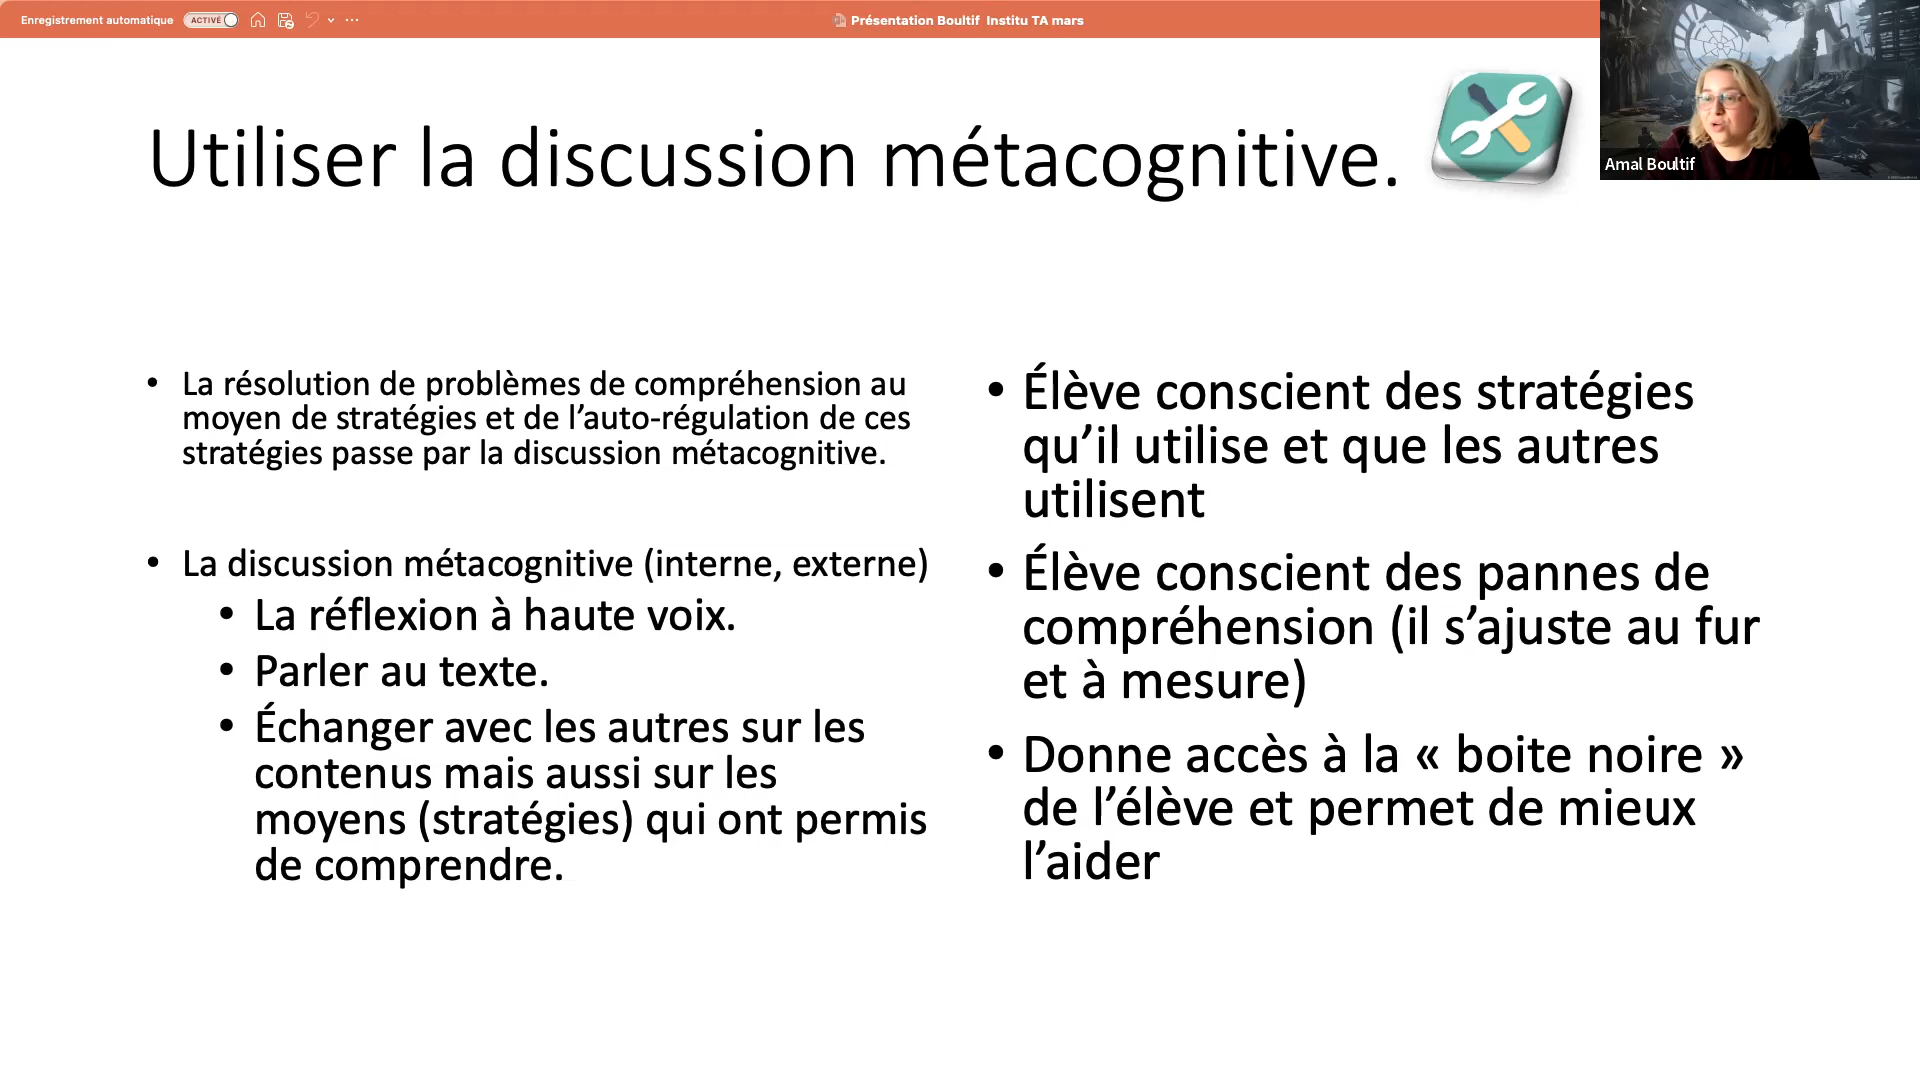 Enregistrement automatique
ACTIVÉ
Présentation Boultif Institu TA mars
Amal Boultif
Utiliser la discussion métacognitive.
• La résolution de problèmes de compréhension au
moyen de stratégies et de l’auto-régulation de ces
stratégies passe par la discussion métacognitive.
• La discussion métacognitive (interne, externe)
• La réflexion à haute voix.
• Parler au texte.
• Échanger avec les autres sur les
contenus mais aussi sur les
moyens (stratégies) qui ont permis
de comprendre.
• Élève conscient des stratégies
qu’il utilise et que les autres
utilisent
• Élève conscient des pannes de
compréhension (il s’ajuste au fur
et à mesure)
• Donne accès à la « boite noire »
de l’élève et permet de mieux
l’aider